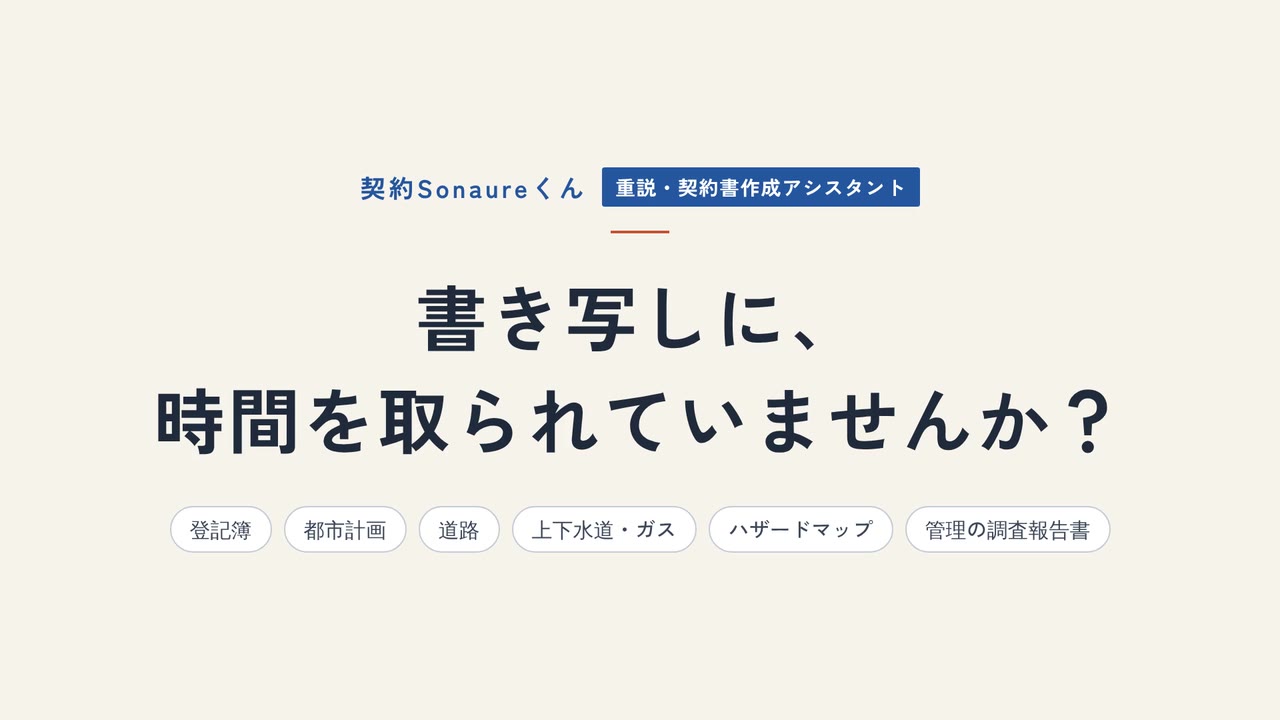 契約Sonaureくん 重説・契約書作成アシスタント
書き写しに、
時間を取られていませんか？
登記簿 都市計画 道路 上下水道・ガス ハザードマップ 管理の調査報告書